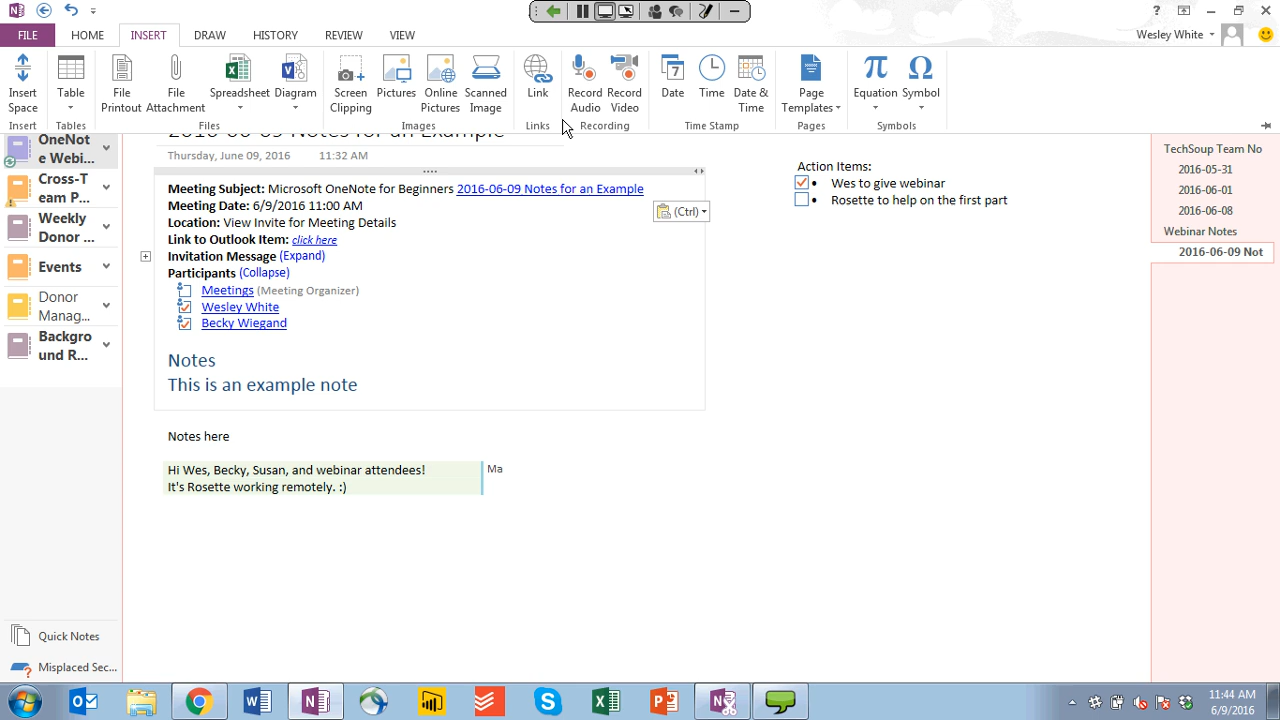 FILE HOME INSERT DRAW HISTORY REVIEW VIEW
Wesley White
Insert Space
Table
File Printout
File Attachment
Spreadsheet
Diagram
Screen Clipping
Pictures
Online Pictures
Scanned Image
Link
Record Audio
Record Video
Date
Time
Date & Time
Page Templates
Equation
Symbol
Insert Tables Files Images Links Recording Time Stamp Pages Symbols
OneNot
e Webi...
Cross-T
eam P...
Weekly
Donor ...
Events
Donor
Manag...
Backgro
und R...
Quick Notes
Misplaced Sec...
2016-06-09 Notes for an Example
Thursday, June 09, 2016 11:32 AM
Meeting Subject: Microsoft OneNote for Beginners 2016-06-09 Notes for an Example
Meeting Date: 6/9/2016 11:00 AM
(Ctrl)
Location: View Invite for Meeting Details
Link to Outlook Item: click here
Invitation Message (Expand)
Participants (Collapse)
Meetings (Meeting Organizer)
Wesley White
Becky Wiegand
Notes
This is an example note
Notes here
Hi Wes, Becky, Susan, and webinar attendees!
Ma
It's Rosette working remotely. :)
Action Items:
• Wes to give webinar
• Rosette to help on the first part
TechSoup Team No
2016-05-31
2016-06-01
2016-06-08
Webinar Notes
2016-06-09 Not
11:44 AM
6/9/2016